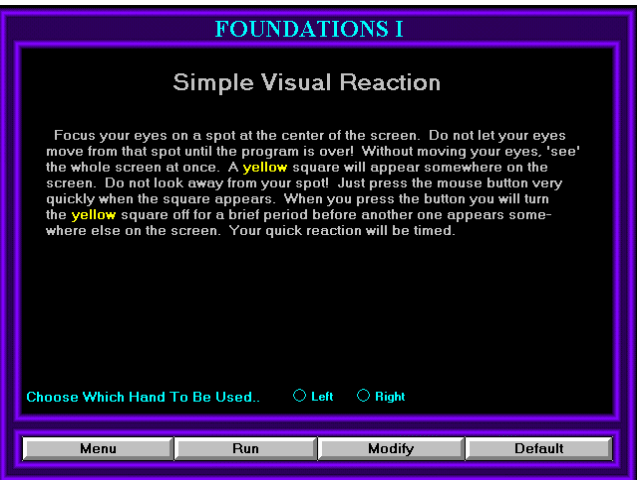 FOUNDATIONS I
Simple Visual Reaction
Focus your eyes on a spot at the center of the screen. Do not let your eyes
move from that spot until the program is over! Without moving your eyes, 'see'
the whole screen at once. A yellow square will appear somewhere on the
screen. Do not look away from your spot! Just press the mouse button very
quickly when the square appears. When you press the button you will turn
the yellow square off for a brief period before another one appears some-
where else on the screen. Your quick reaction will be timed.
Choose Which Hand To Be Used.. Left Right
Menu Run Modify Default